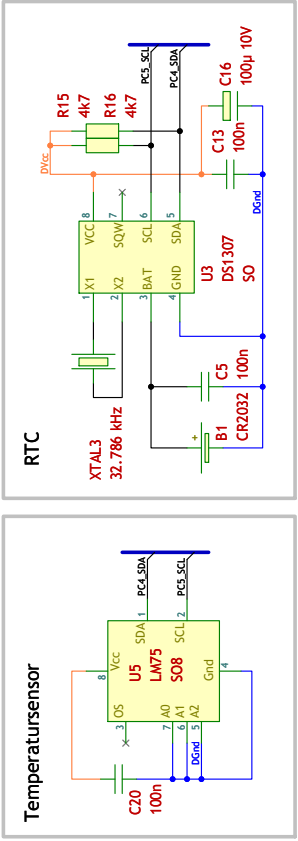 RTC
XTAL3
32.786 kHz
R15
4k7
R16
4k7
DVcc
PC5_SCL
PC4_SDA
C16
100µ 10V
C13
100n
DGnd
8
7
6
5
VCC
SQW
SCL
SDA
X1
X2
BAT
GND
1
2
3
4
U3
DS1307
SO
C5
100n
+
B1
CR2032
Temperatursensor
PC4_SDA
PC5_SCL
1
2
SDA
SCL
8
Vcc
U5
LM75
SO8
Gnd
4
OS
A0
A1
A2
3
7
6
5
DGnd
C20
100n